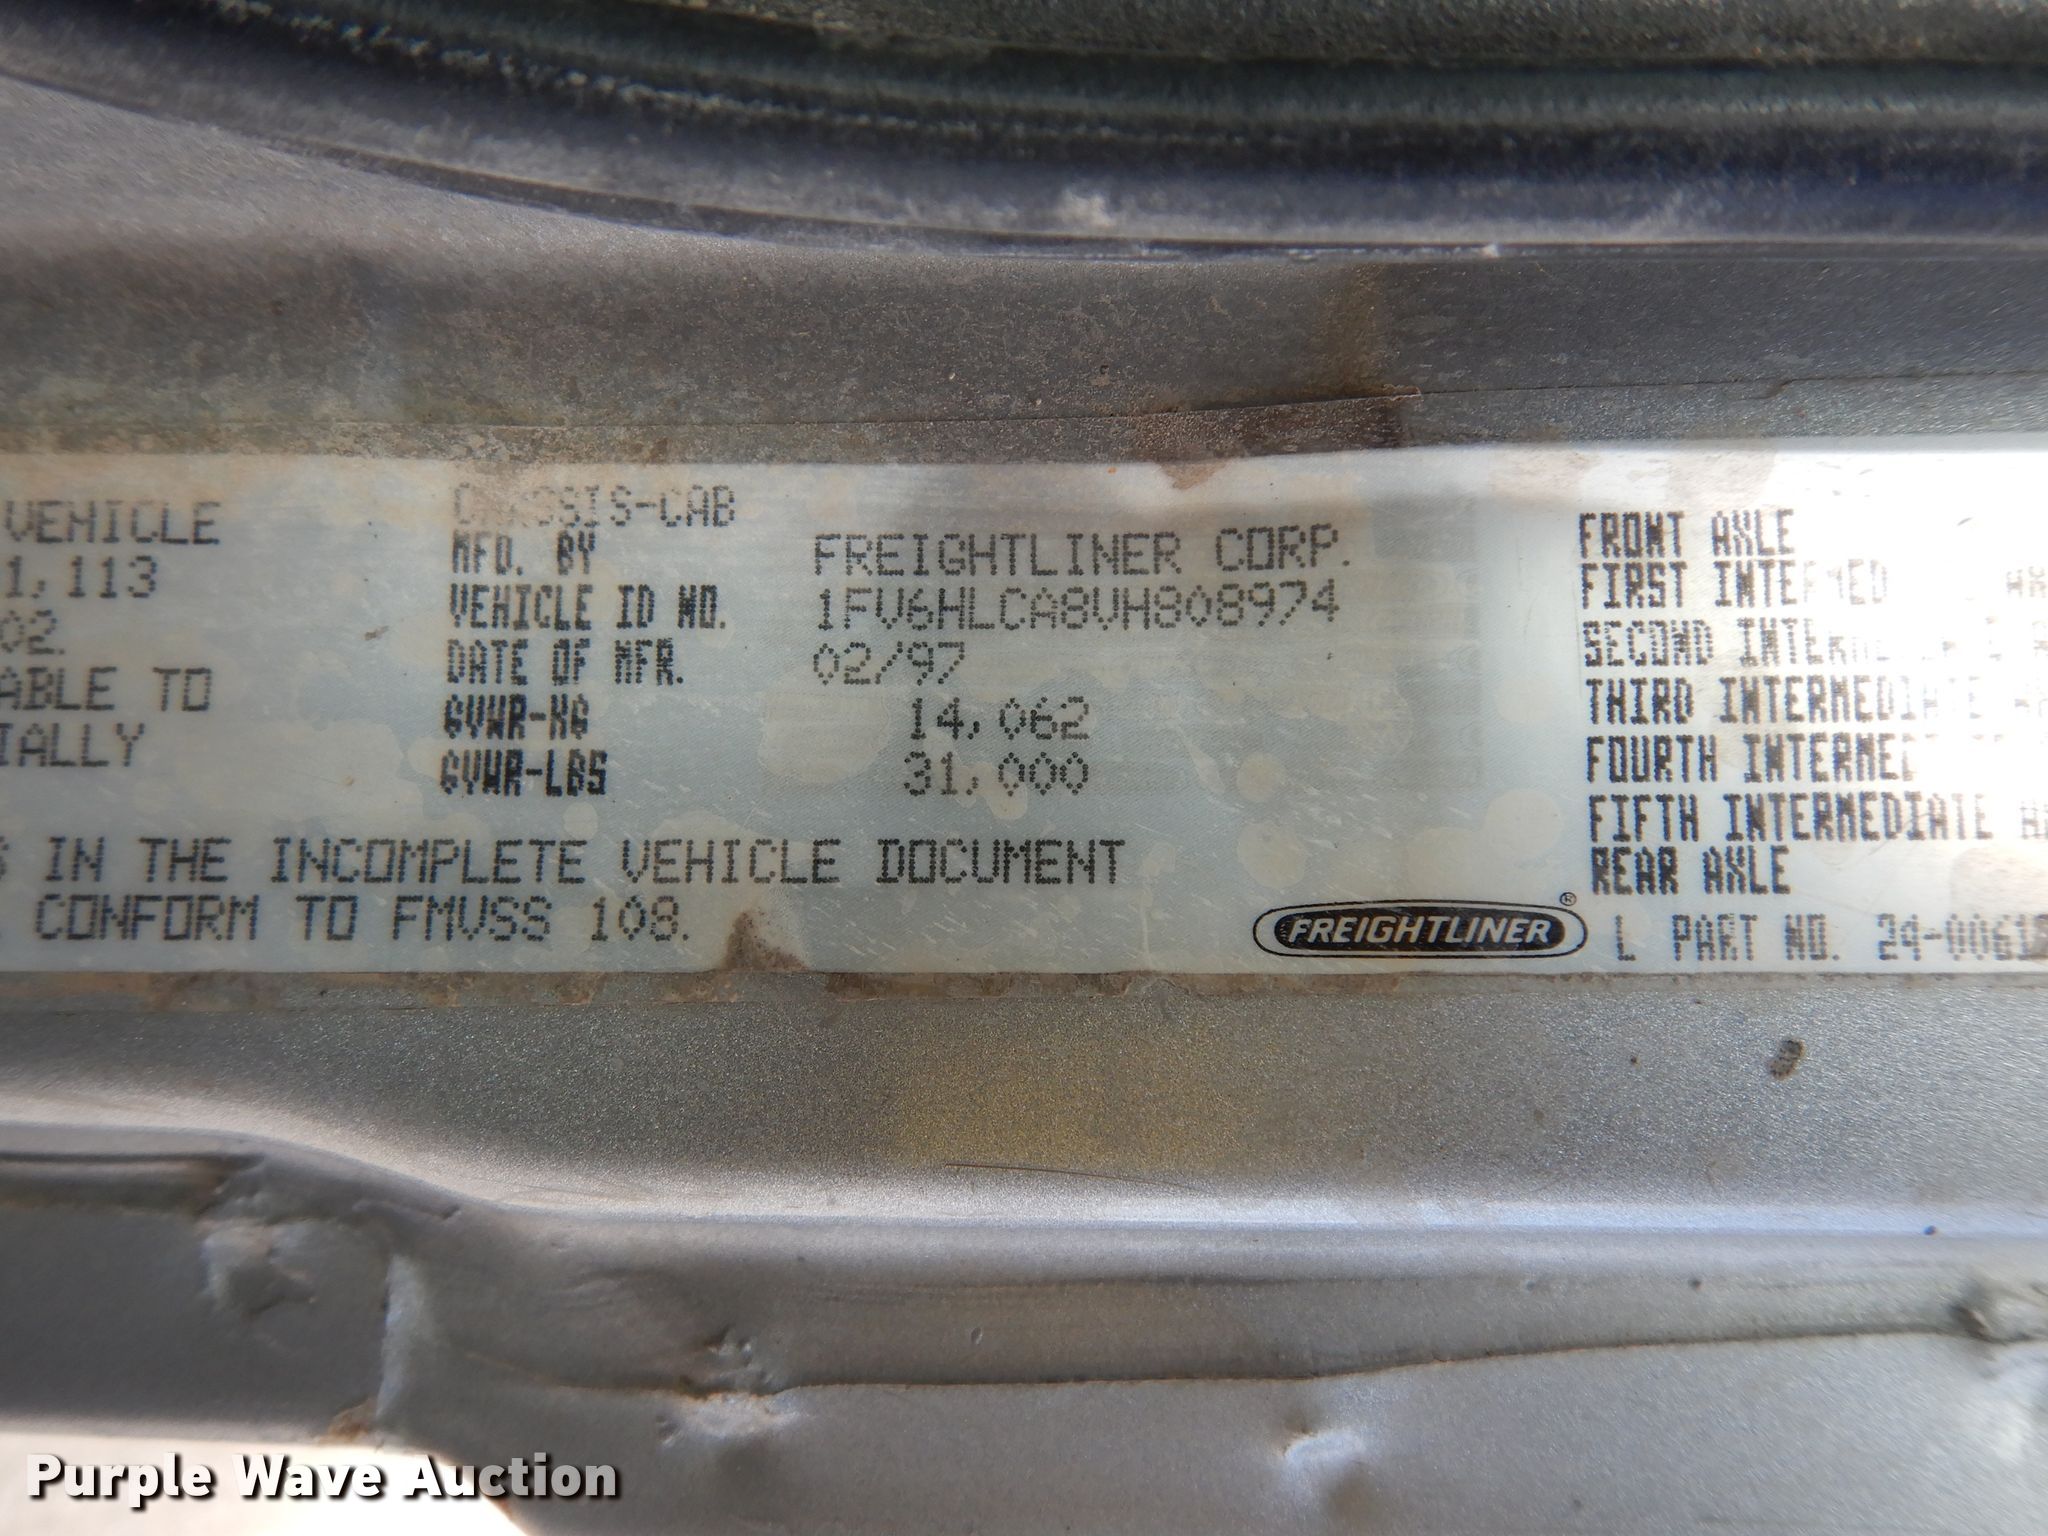 VEHICLE
1,113
02.
ABLE TO
IALLY
S IN THE INCOMPLETE VEHICLE DOCUMENT
CONFORM TO FMVSS 108.
CHASSIS-CAB
MFD. BY FREIGHTLINER CORP.
VEHICLE ID NO. 1FV6HLCA8VH808974
DATE OF MFR. 02/97
GVWR-KG 14,062
GVWR-LBS 31,000
FREIGHTLINER®
FRONT AXLE
FIRST INTERMED
SECOND
THIRD INTERMEDIATE
FOURTH INTERMED
FIFTH INTERMEDIATE
REAR AXLE
L PART NO. 24-0061
Purple Wave Auction